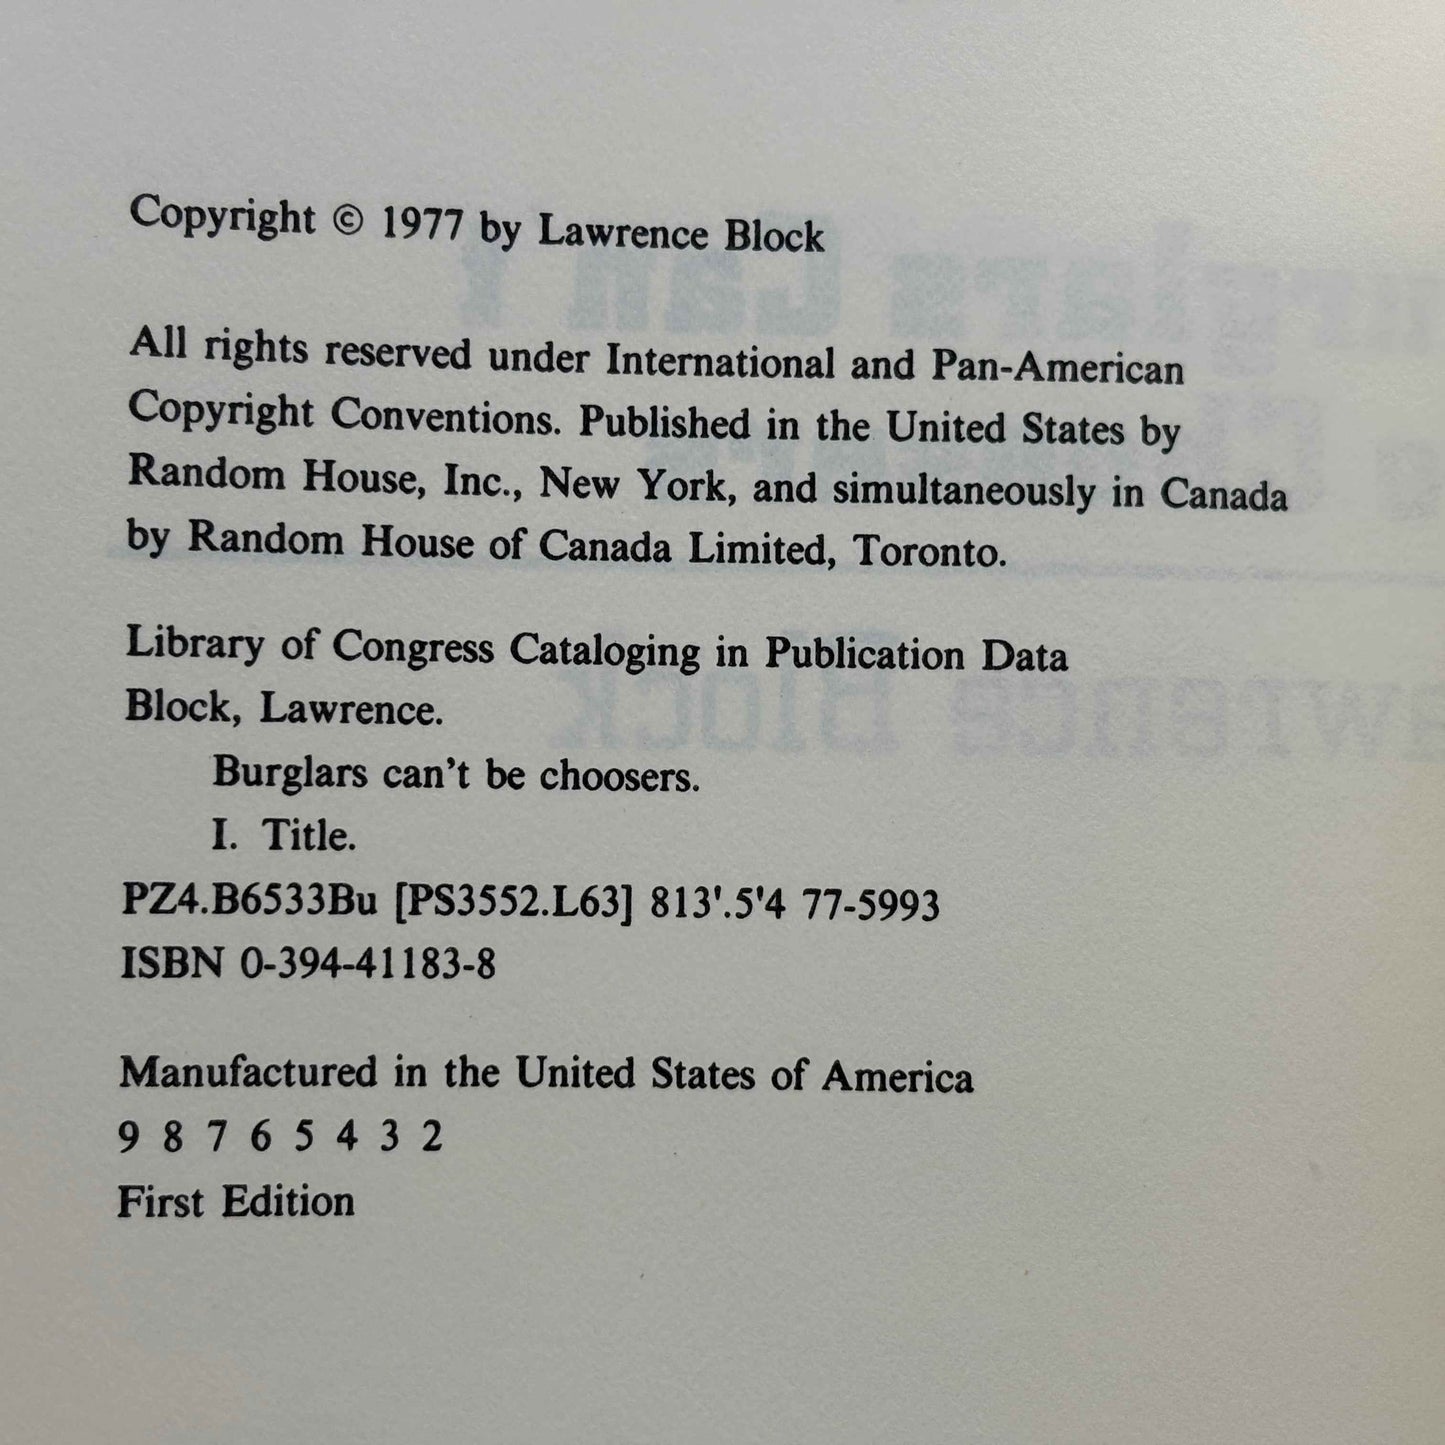 Copyright © 1977 by Lawrence Block
All rights reserved under International and Pan-American
Copyright Conventions. Published in the United States by
Random House, Inc., New York, and simultaneously in Canada
by Random House of Canada Limited, Toronto.
Library of Congress Cataloging in Publication Data
Block, Lawrence.
Burglars can't be choosers.
I. Title.
PZ4.B6533Bu [PS3552.L63] 813'.5'4 77-5993
ISBN 0-394-41183-8
Manufactured in the United States of America
9 8 7 6 5 4 3 2
First Edition